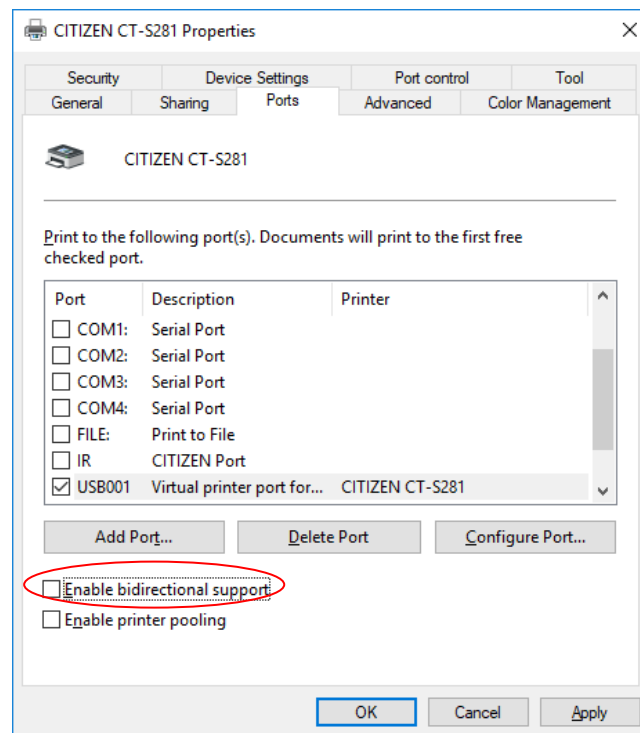 CITIZEN CT-S281 Properties
Security Device Settings Port control Tool
General Sharing Ports Advanced Color Management
CITIZEN CT-S281
Print to the following port(s). Documents will print to the first free
checked port.
Port Description Printer
COM1: Serial Port
COM2: Serial Port
COM3: Serial Port
COM4: Serial Port
FILE: Print to File
IR CITIZEN Port
USB001 Virtual printer port for... CITIZEN CT-S281
Add Port... Delete Port Configure Port...
Enable bidirectional support
Enable printer pooling
OK Cancel Apply